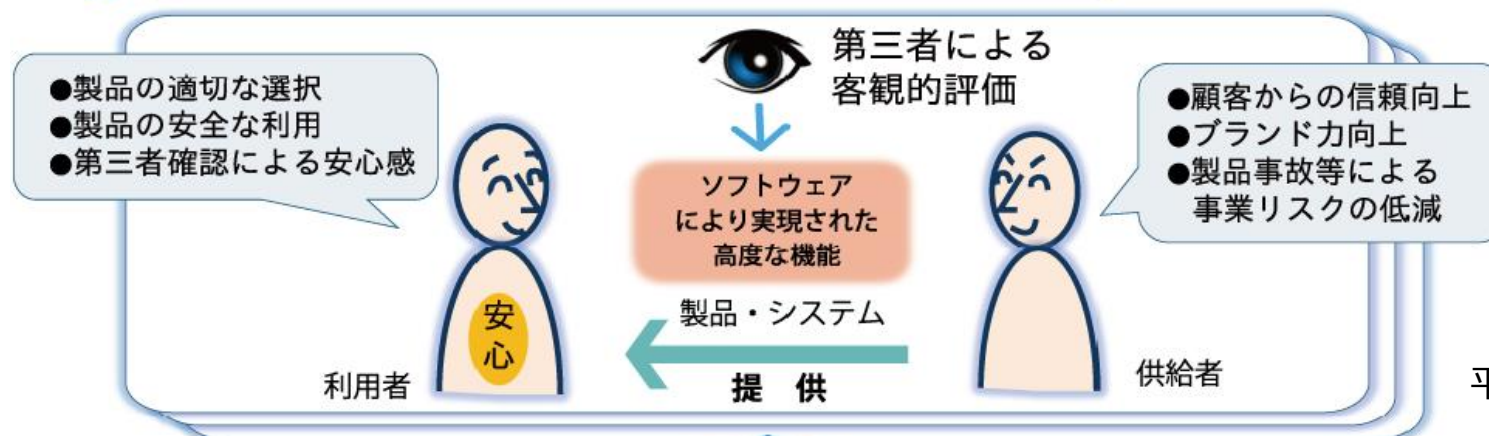 第三者による
客観的評価
●製品の適切な選択
●製品の安全な利用
●第三者確認による安心感
●顧客からの信頼向上
●ブランド力向上
●製品事故等による
事業リスクの低減
ソフトウェア
により実現された
高度な機能
安
心
製品・システム
提 供
利用者
供給者
平